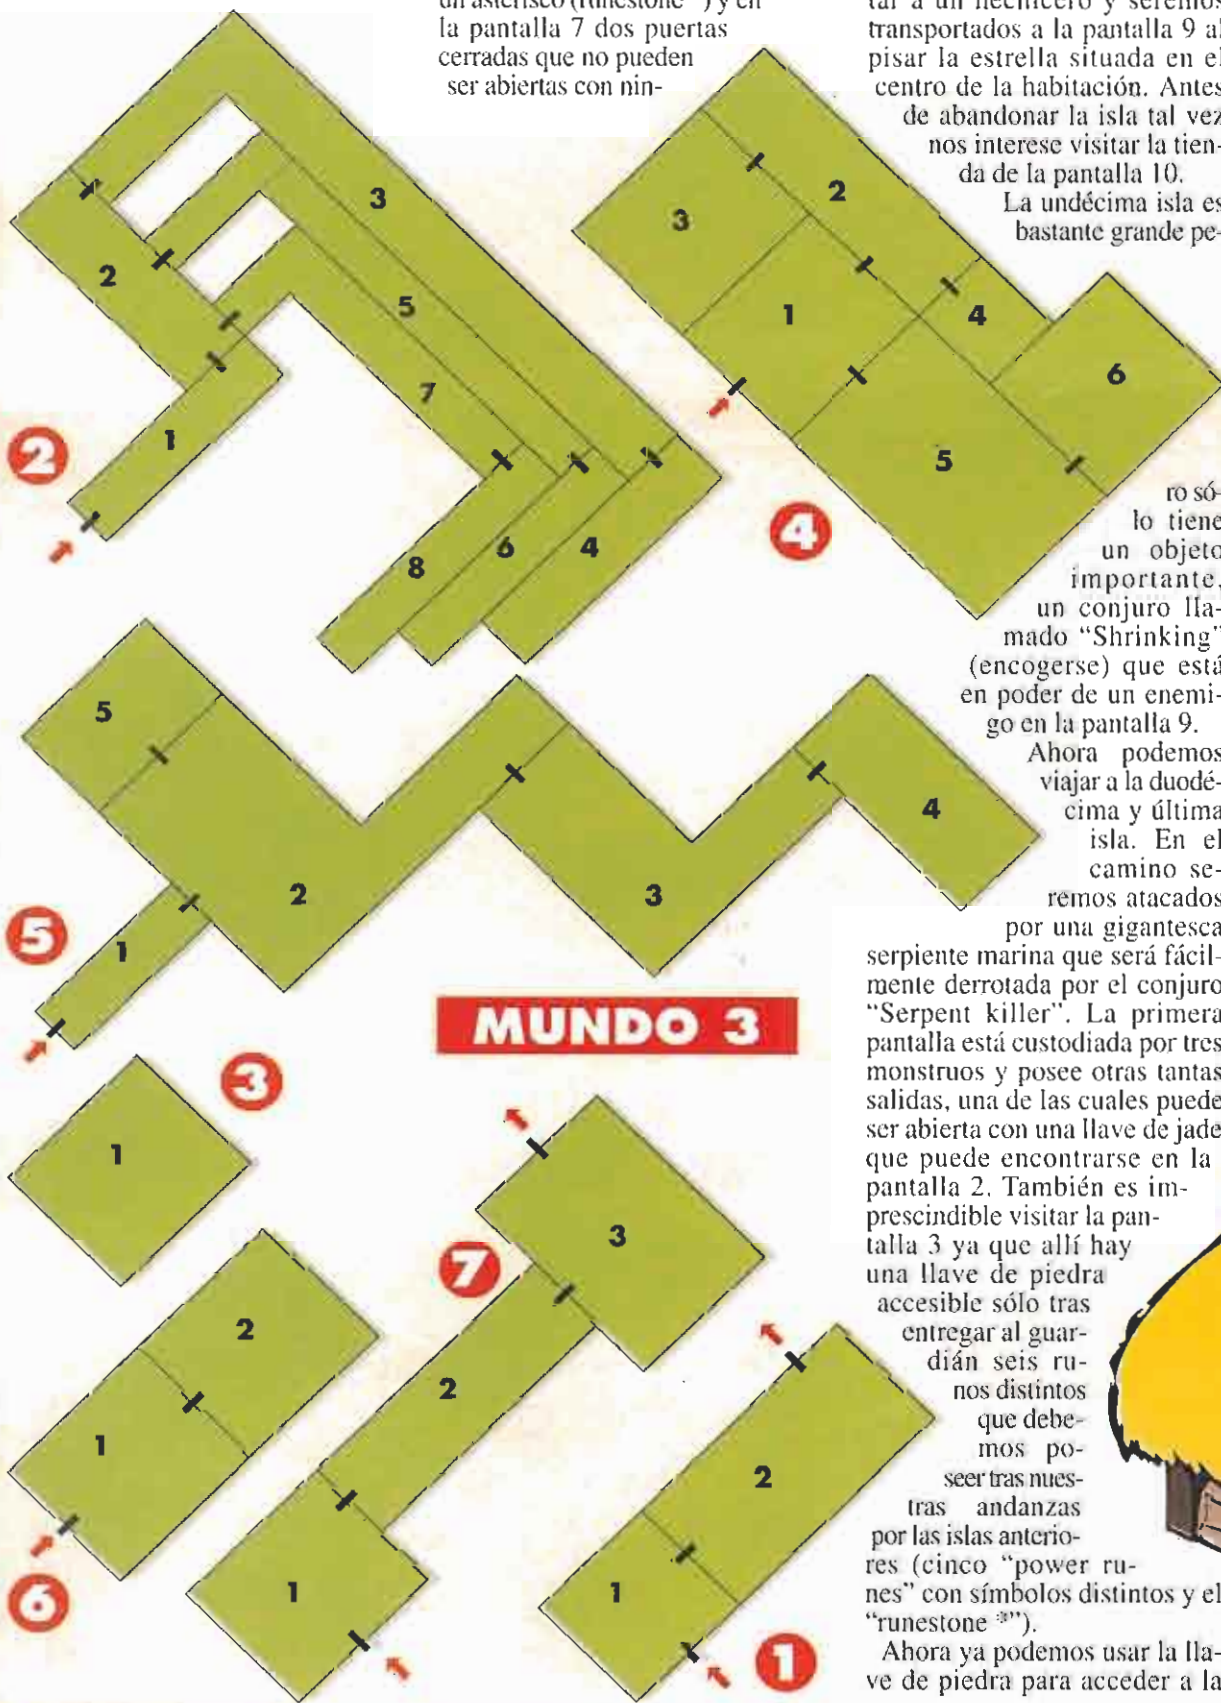 un asterisco (runestone *) y en
la pantalla 7 dos puertas
cerradas que no pueden
ser abiertas con nin-
tal a un hechicero y seremos
transportados a la pantalla 9 al
pisar la estrella situada en el
centro de la habitación. Antes
de abandonar la isla tal vez
nos interese visitar la tien-
da de la pantalla 10.
La undécima isla es
bastante grande pe-
ro só-
lo tiene
un objeto
importante,
un conjuro lla-
mado “Shrinking”
(encogerse) que está
en poder de un enemi-
go en la pantalla 9.
Ahora podemos
viajar a la duodé-
cima y última
isla. En el
camino se-
remos atacados
por una gigantesca
serpiente marina que será fácil-
mente derrotada por el conjuro
“Serpent killer”. La primera
pantalla está custodiada por tres
monstruos y posee otras tantas
salidas, una de las cuales puede
ser abierta con una llave de jade
que puede encontrarse en la
pantalla 2. También es im-
prescindible visitar la pan-
talla 3 ya que allí hay
una llave de piedra
accesible sólo tras
entregar al guar-
dián seis ru-
nos distintos
que debe-
mos po-
seer tras nues-
tras andanzas
por las islas anterio-
res (cinco “power ru-
nes” con símbolos distintos y el
“runestone *”).
Ahora ya podemos usar la lla-
ve de piedra para acceder a la
2
1
2
3
5
7
8
6
4
4
3
2
1
4
6
5
5
5
1
2
3
4
MUNDO 3
3
1
6
1
2
7
1
2
3
1
1
2